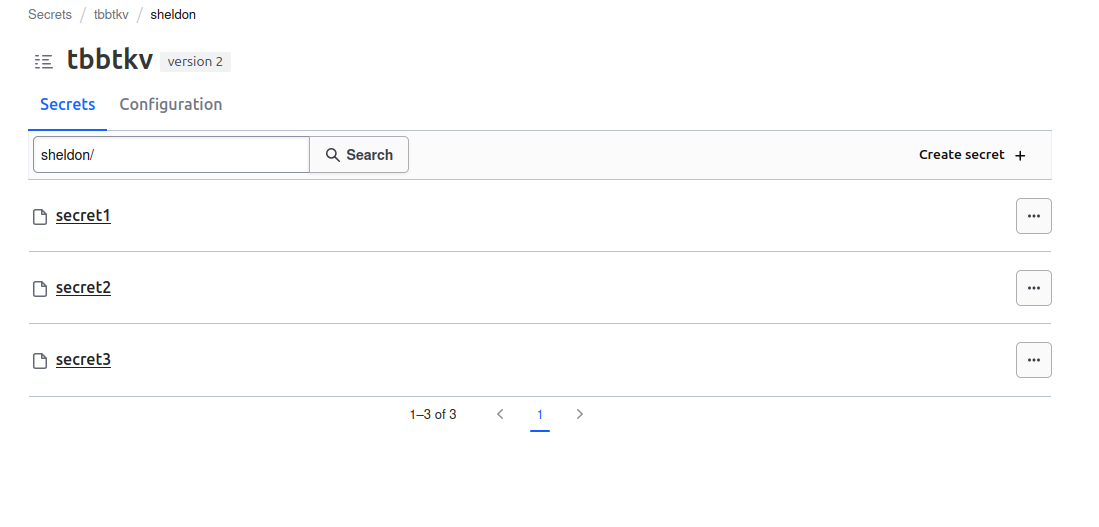 Secrets / tbbtkv / sheldon
tbbtkv version 2
Secrets Configuration
sheldon/ Search Create secret +
secret1
secret2
secret3
1–3 of 3 < 1 >